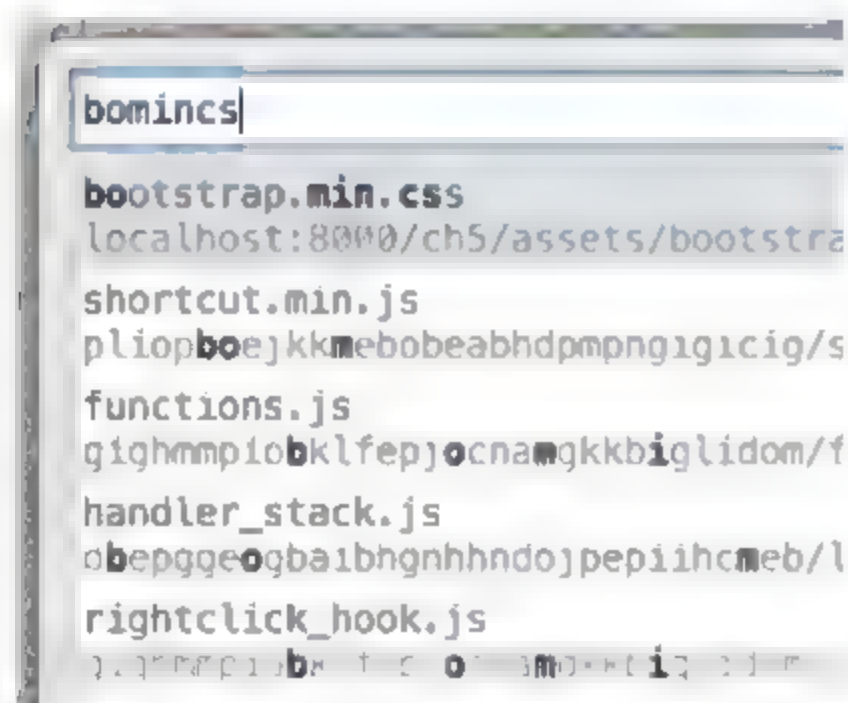 bomincs
bootstrap.min.css
localhost:8000/ch5/assets/bootstra
shortcut.min.js
pliopboejkkmebobeabhdpmpngigicig/s
functions.js
gighmmpiobklfepjocnamgkkbiglidom/f
handler_stack.js
obepggeogbaibhgnhhndojpepiihcmeb/l
rightclick_hook.js